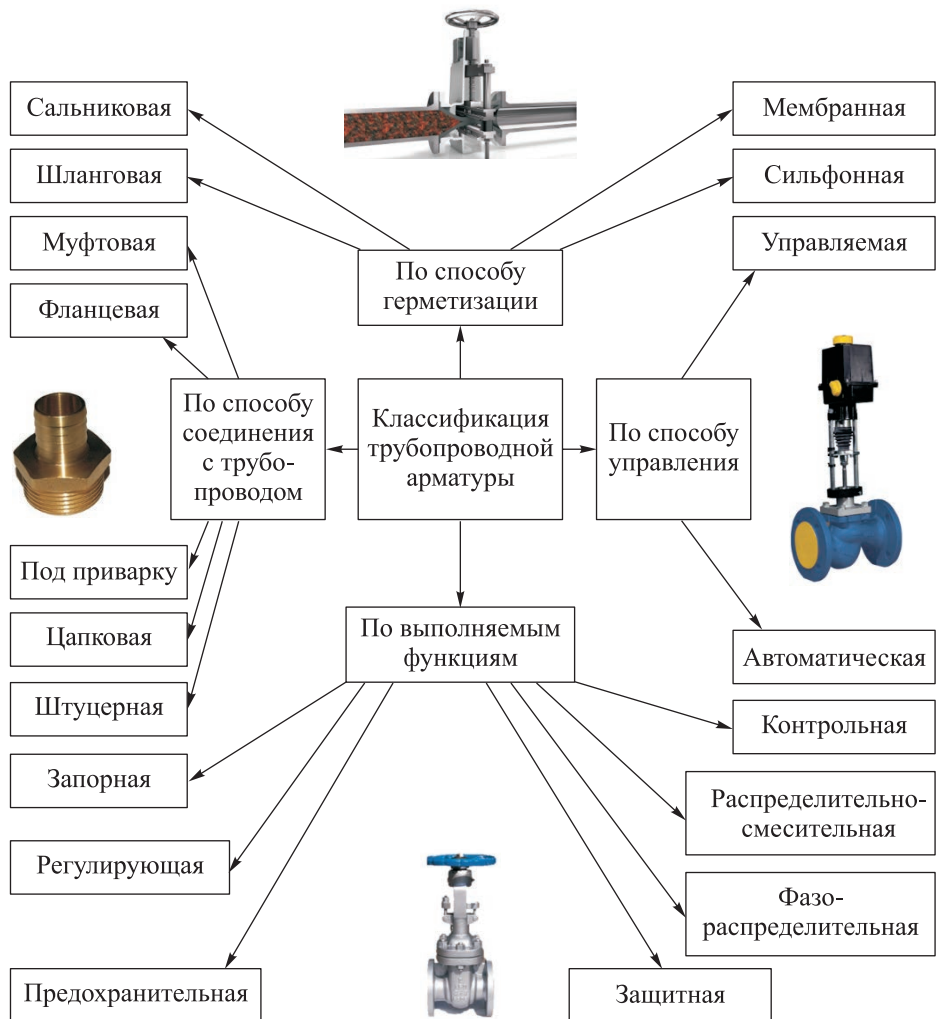 Сальниковая
Мембранная
Шланговая
Сильфонная
Муфтовая
Управляемая
По способу
герметизации
Фланцевая
По способу
соединения
с трубо-
проводом
Классификация
трубопроводной
арматуры
По способу
управления
Под приварку
Цапковая
По выполняемым
функциям
Автоматическая
Штуцерная
Контрольная
Запорная
Распределительно-
смесительная
Регулирующая
Фазо-
распределительная
Предохранительная
Защитная